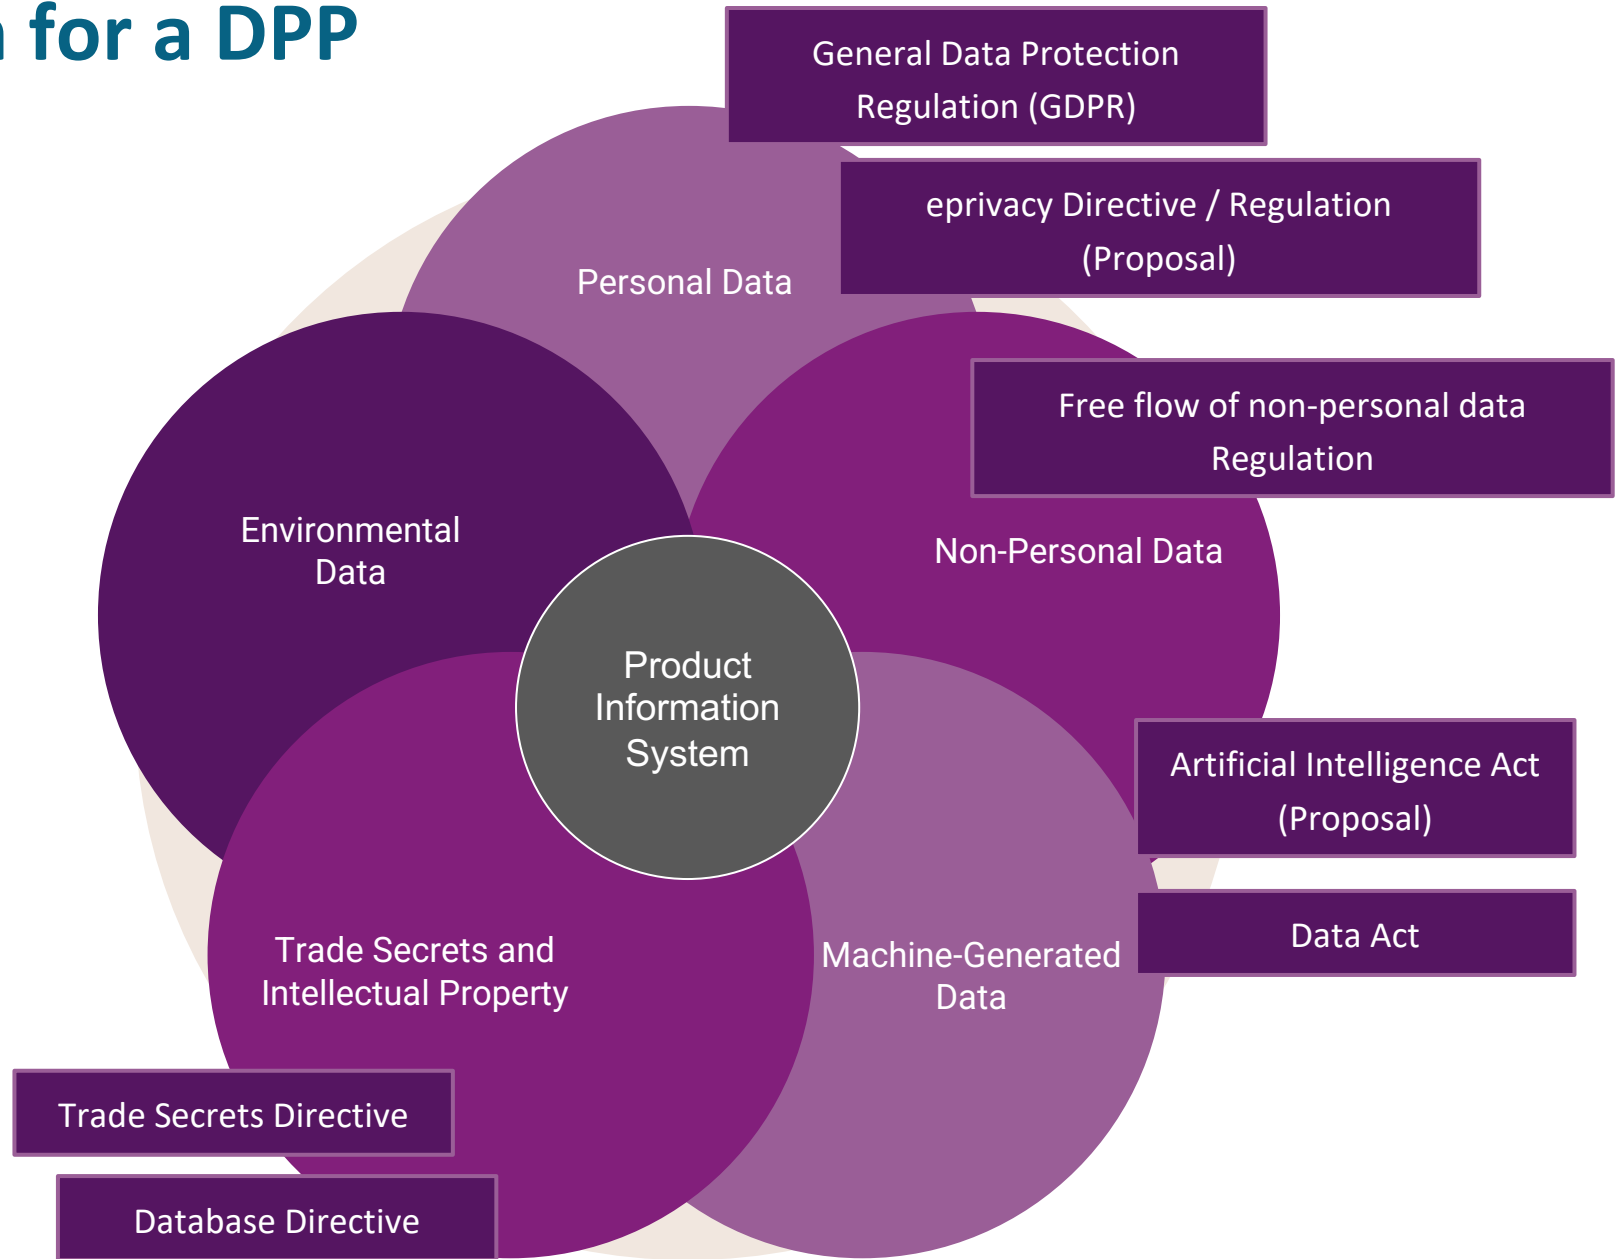 for a DPP
General Data Protection
Regulation (GDPR)
eprivacy Directive / Regulation
(Proposal)
Personal Data
Free flow of non-personal data
Regulation
Environmental
Data
Non-Personal Data
Product
Information
System
Artificial Intelligence Act
(Proposal)
Data Act
Trade Secrets and
Intellectual Property
Machine-Generated
Data
Trade Secrets Directive
Database Directive